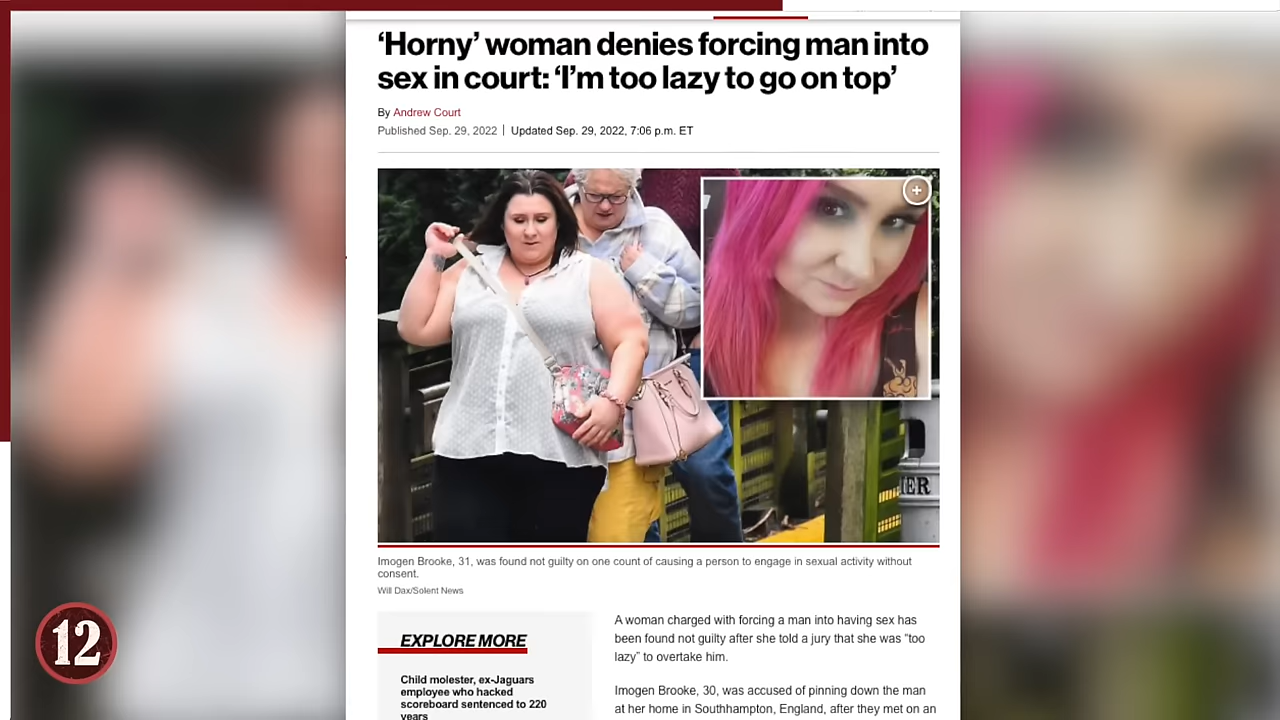 ‘Horny’ woman denies forcing man into
sex in court: ‘I’m too lazy to go on top’
By Andrew Court
Published Sep. 29, 2022 | Updated Sep. 29, 2022, 7:06 p.m. ET
IER
Imogen Brooke, 31, was found not guilty on one count of causing a person to engage in sexual activity without
consent.
Will Dax/Solent News
EXPLORE MORE
Child molester, ex-Jaguars
employee who hacked
scoreboard sentenced to 220
years
A woman charged with forcing a man into having sex has
been found not guilty after she told a jury that she was “too
lazy” to overtake him.
Imogen Brooke, 30, was accused of pinning down the man
at her home in Southhampton, England, after they met on an
12